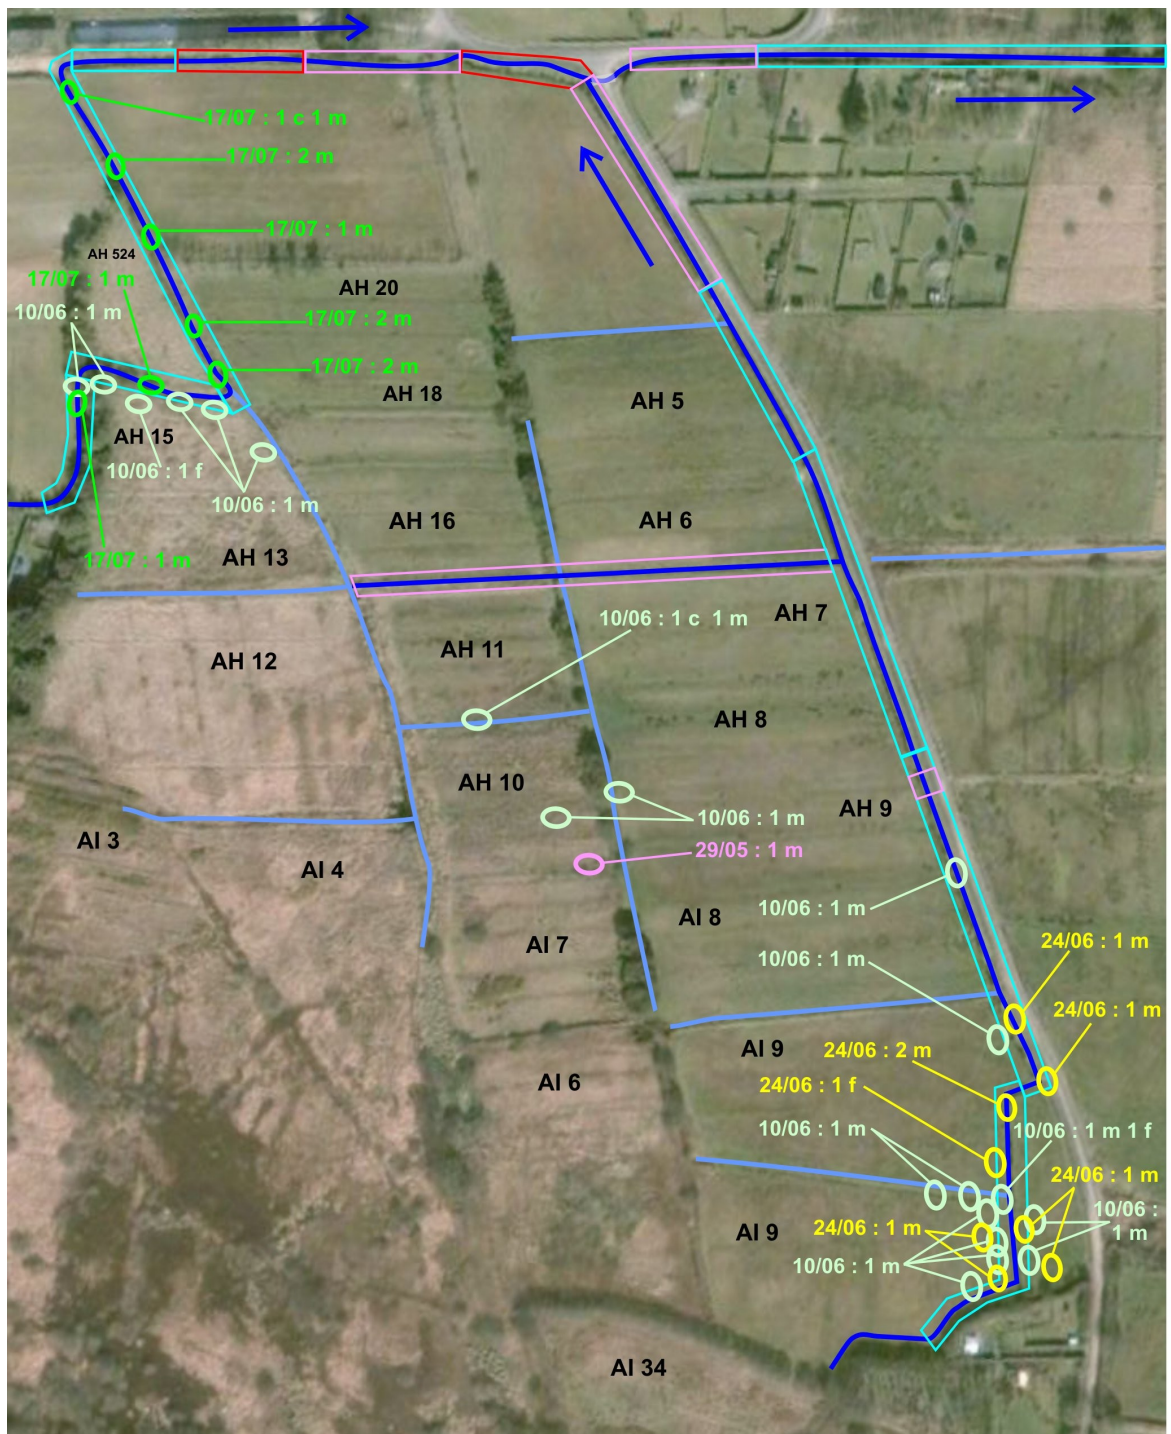 17/07 : 1 c 1 m
17/07 : 2 m
17/07 : 1 m
AH 524
17/07 : 1 m
AH 20
10/06 : 1 m
17/07 : 2 m
17/07 : 2 m
AH 18
AH 5
AH 15
10/06 : 1 f
10/06 : 1 m
AH 16
AH 6
17/07 : 1 m
AH 13
AH 7
10/06 : 1 c 1 m
AH 11
AH 12
AH 8
AH 10
AH 9
10/06 : 1 m
AI 3
29/05 : 1 m
AI 4
10/06 : 1 m
AI 8
24/06 : 1 m
AI 7
10/06 : 1 m
24/06 : 1 m
AI 9
24/06 : 2 m
AI 6
24/06 : 1 f
10/06 : 1 m
10/06 : 1 m 1 f
24/06 : 1 m
10/06 :
1 m
AI 9
24/06 : 1 m
10/06 : 1 m
AI 34